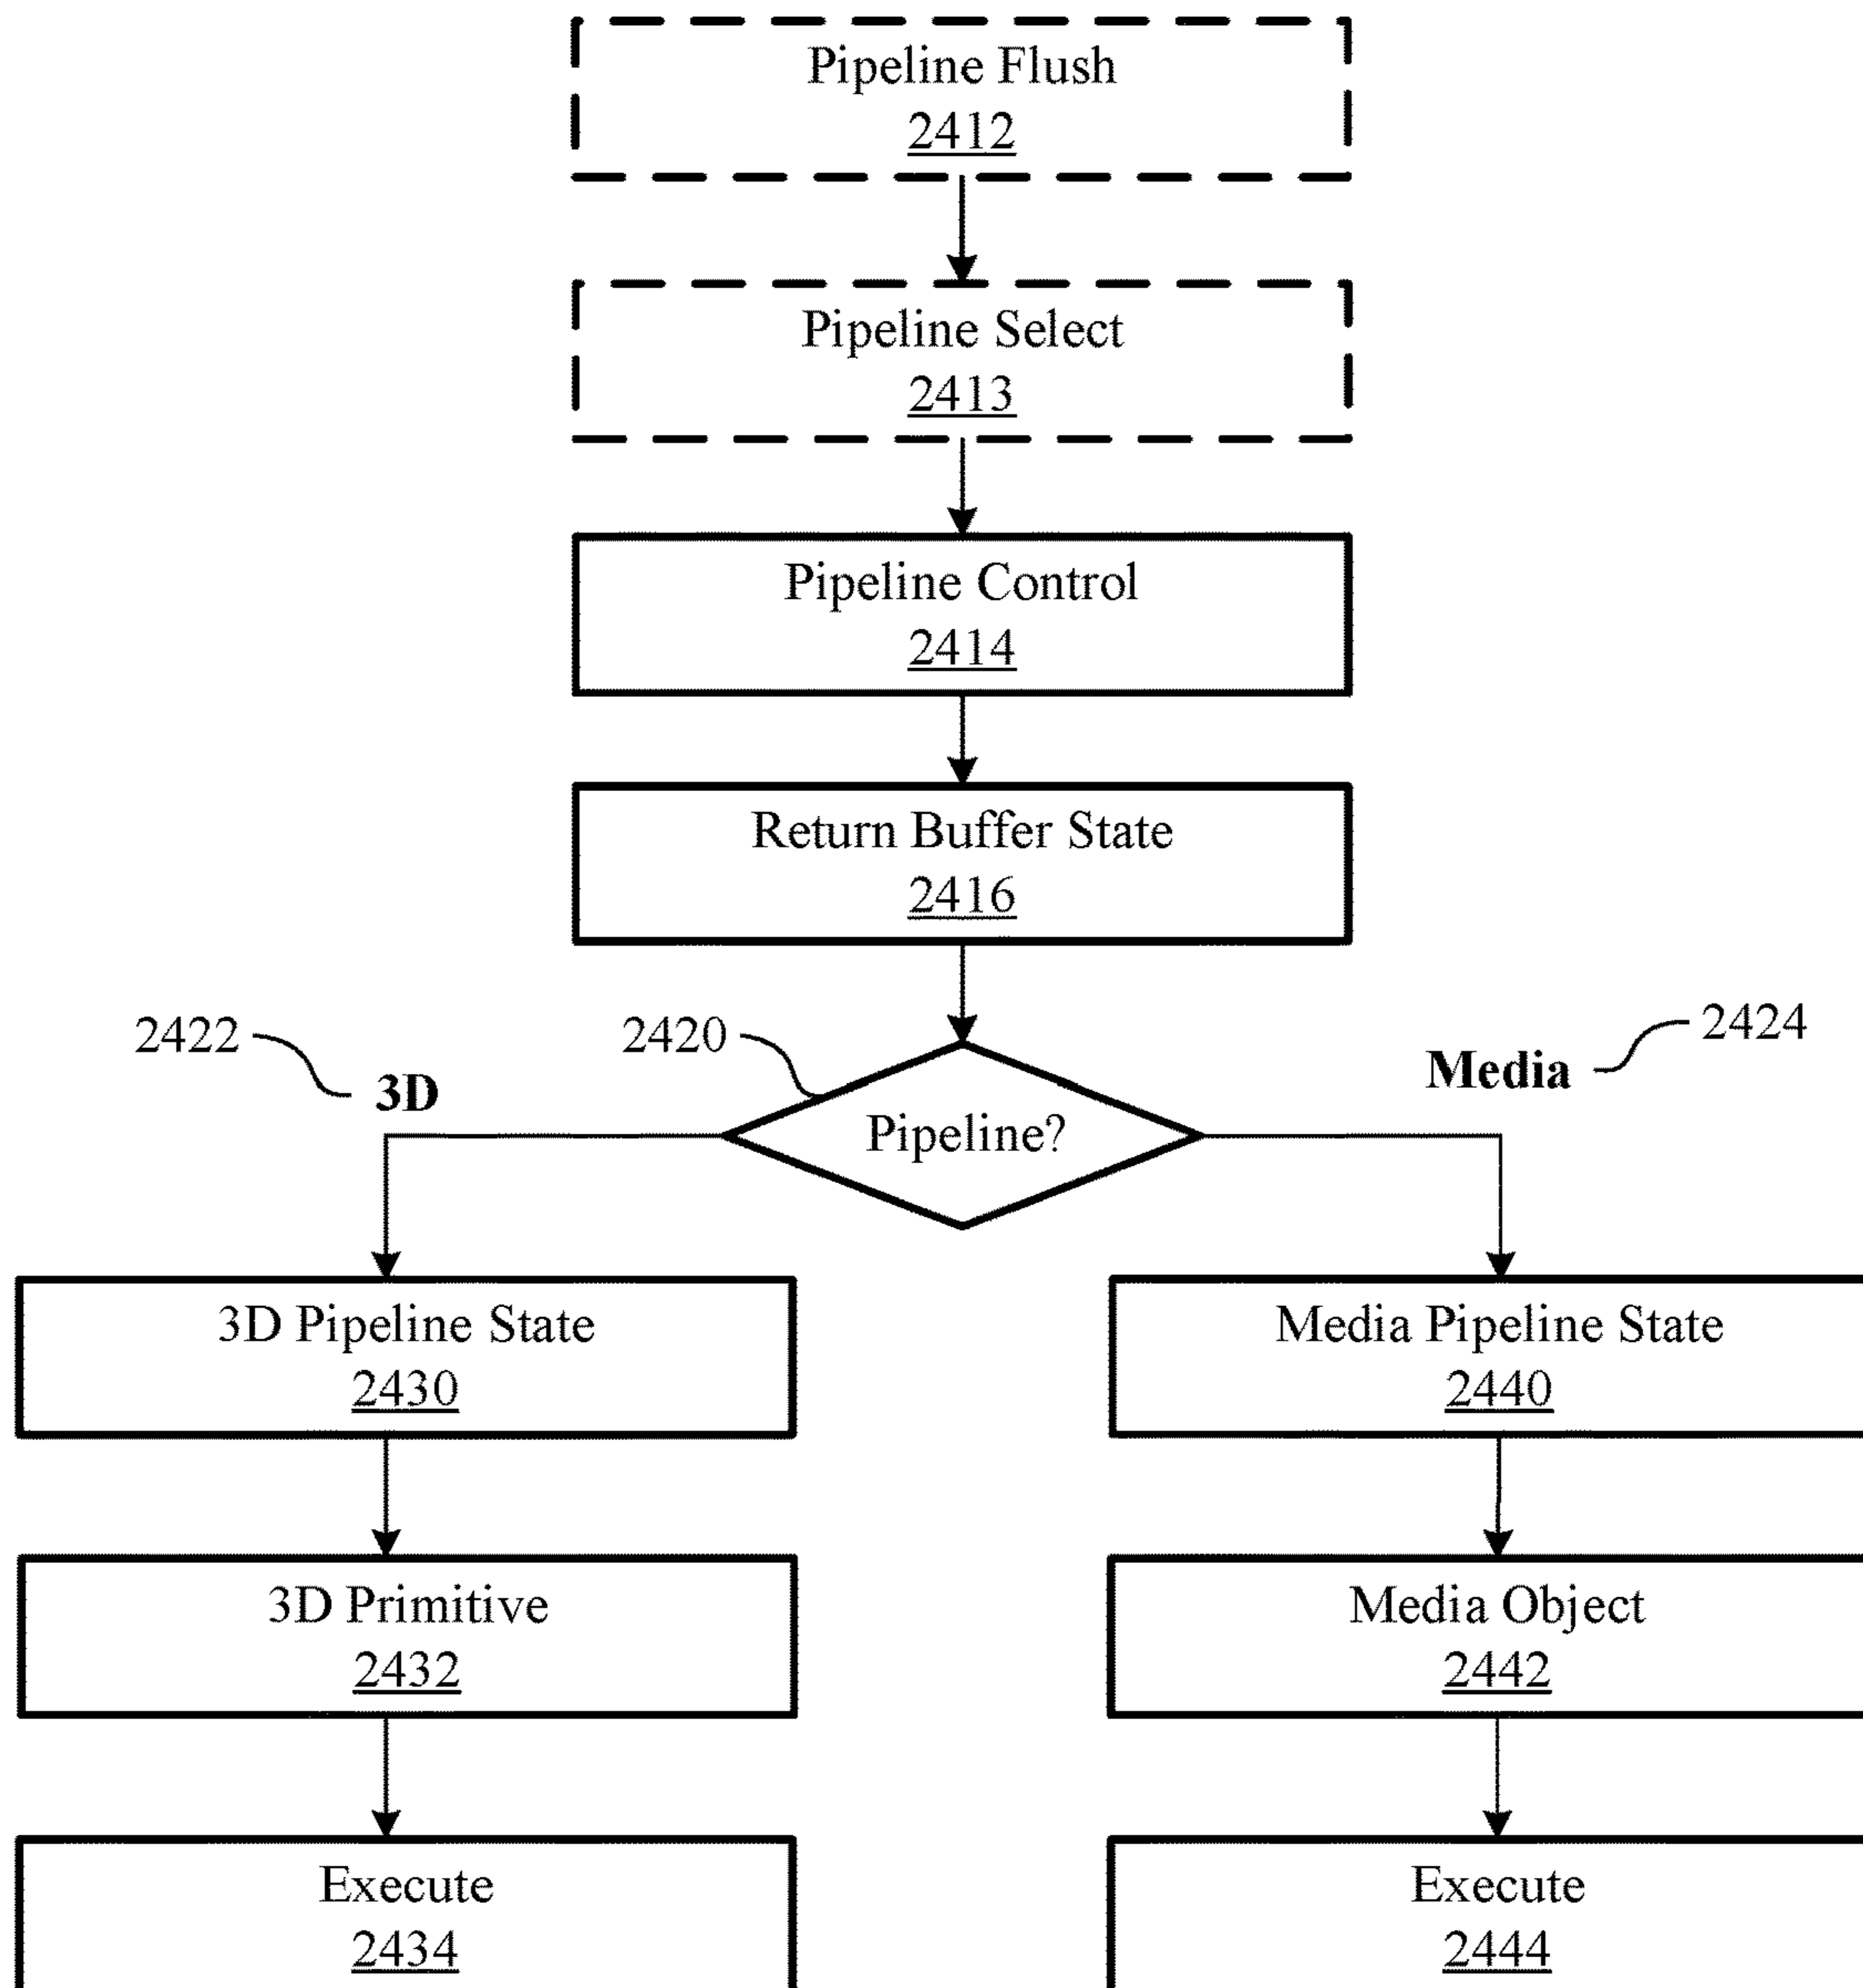 Pipeline Flush
2412
Pipeline Select
2413
Pipeline Control
2414
Return Buffer State
2416
2422
2420
2424
3D
Media
Pipeline?
3D Pipeline State
2430
Media Pipeline State
2440
3D Primitive
2432
Media Object
2442
Execute
2434
Execute
2444